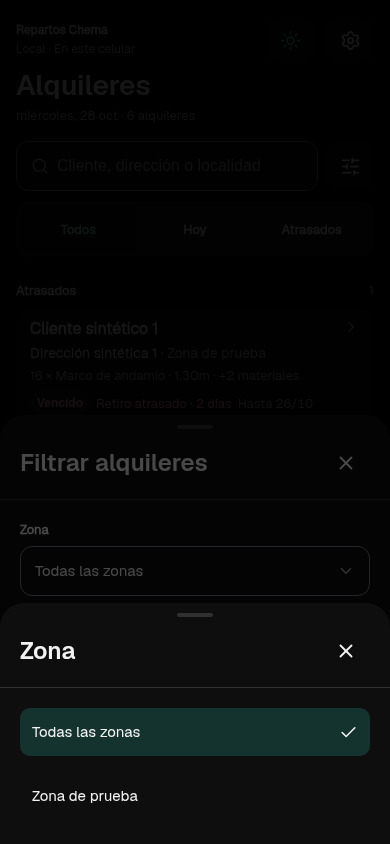 Repartos Chema
Local · En este celular
Alquileres
miércoles, 28 oct · 6 alquileres
Cliente, dirección o localidad
Todos
Hoy
Atrasados
Atrasados
1
Cliente sintético 1
Dirección sintética 1 · Zona de prueba
16 × Marco de andamio · 1,30m · +2 materiales
Vencido
Retiro atrasado · 2 días · Hasta 26/10
Filtrar alquileres
Zona
Todas las zonas
Zona
Todas las zonas
Zona de prueba